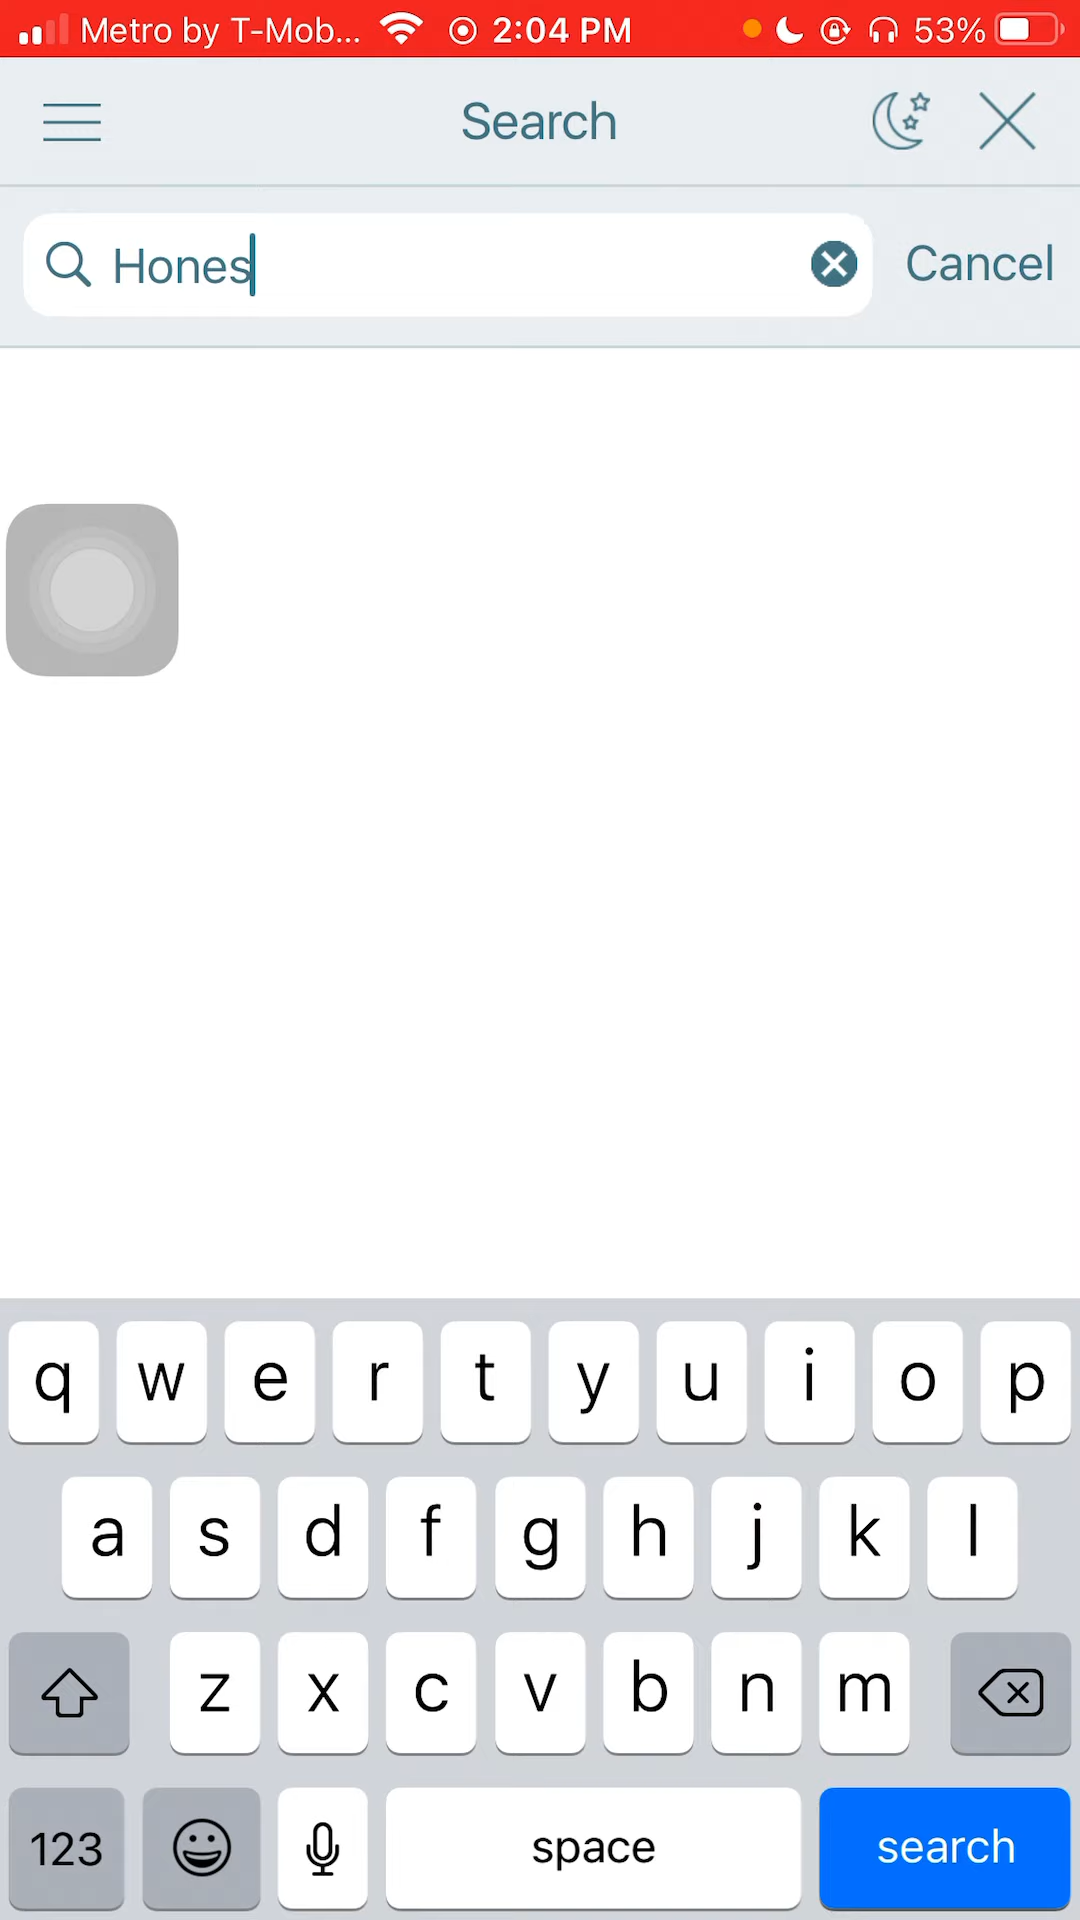 Metro by T-Mob... 2:04 PM 53%
Search
Hones Cancel
q w e r t y u i o p
a s d f g h j k l
z x c v b n m
123 space search